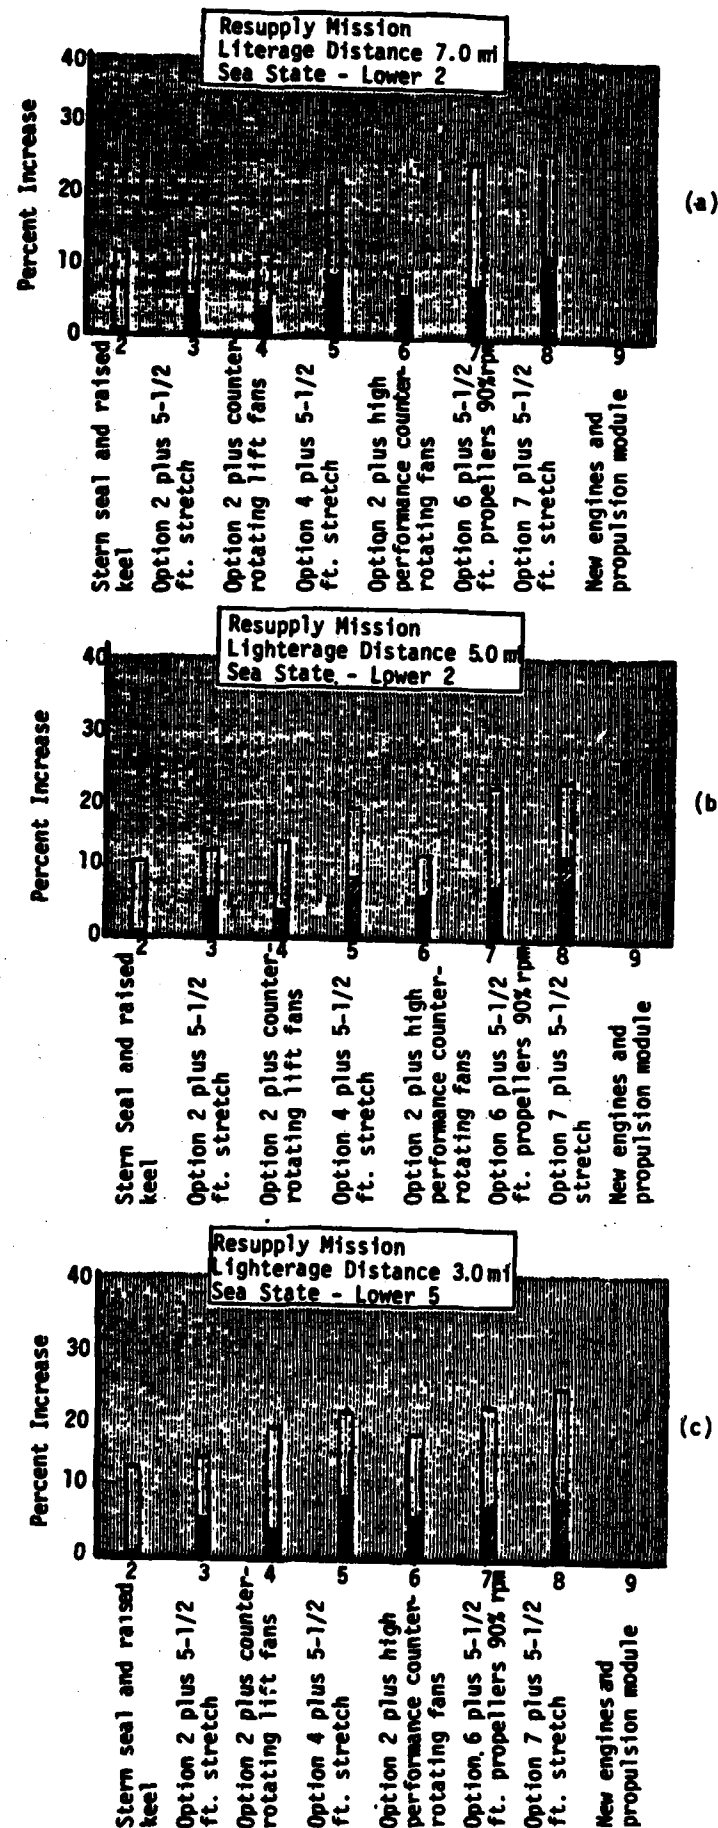 Resupply Mission
Literage Distance 7.0 mi
Sea State - Lower 2
Percent Increase
40
30
20
10
0
2
3
4
5
6
7
8
9
Stern seal and raised
keel
Option 2 plus 5-1/2
ft. stretch
Option 2 plus counter-
rotating lift fans
Option 4 plus 5-1/2
ft. stretch
Option 2 plus high
performance counter-
rotating fans
Option 6 plus 5-1/2
ft. propellers 90% rpm
Option 7 plus 5-1/2
ft. stretch
New engines and
propulsion module
(a)
Resupply Mission
Lighterage Distance 5.0 mi
Sea State - Lower 2
Percent Increase
40
30
20
10
0
2
3
4
5
6
7
8
9
Stern Seal and raised
keel
Option 2 plus 5-1/2
ft. stretch
Option 2 plus counter-
rotating lift fans
Option 4 plus 5-1/2
ft. stretch
Option 2 plus high
performance counter-
rotating fans
Option 6 plus 5-1/2
ft. propellers 90% rpm
Option 7 plus 5-1/2
stretch
New engines and
propulsion module
(b
Resupply Mission
Lighterage Distance 3.0 mi
Sea State - Lower 5
Percent Increase
40
30
20
10
0
2
3
4
5
6
7
8
9
Stern seal and raised
keel
Option 2 plus 5-1/2
ft. stretch
Option 2 plus counter-
rotating lift fans
Option 4 plus 5-1/2
ft. stretch
Option 2 plus high
performance counter-
rotating fans
Option 6 plus 5-1/2
ft. propellers 90% rpm
Option 7 plus 5-1/2
ft. stretch
New engines and
propulsion module
(c)